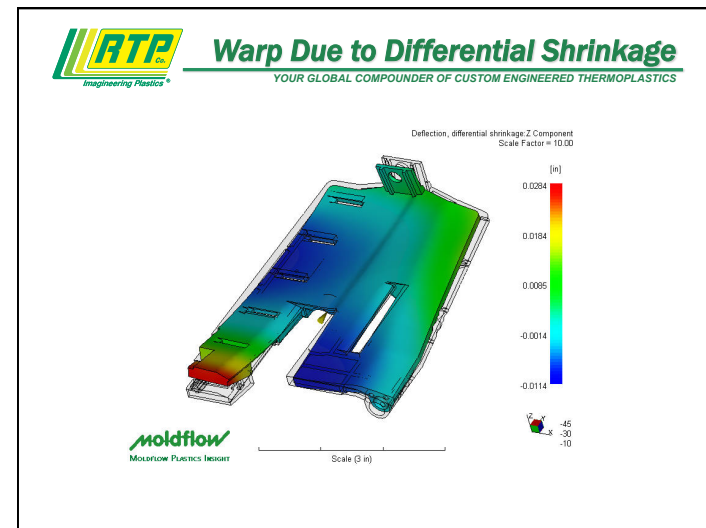 RTP
Co.
Imagineering Plastics®
Warp Due to Differential Shrinkage
YOUR GLOBAL COMPOUNDER OF CUSTOM ENGINEERED THERMOPLASTICS
Deflection, differential shrinkage:Z Component
Scale Factor = 10.00
[in]
0.0284
0.0184
0.0085
-0.0014
-0.0114
Z Y
X
-45
-30
-10
moldflow
MOLDFLOW PLASTICS INSIGHT
Scale (3 in)